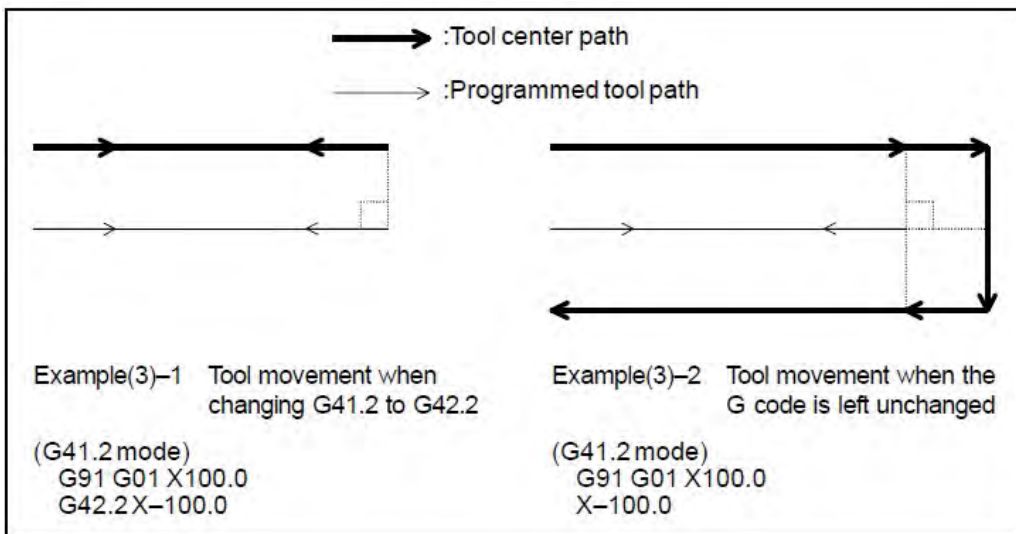 :Tool center path
:Programmed tool path
Example(3)–1 Tool movement when
changing G41.2 to G42.2
(G41.2 mode)
G91 G01 X100.0
G42.2 X–100.0
Example(3)–2 Tool movement when the
G code is left unchanged
(G41.2 mode)
G91 G01 X100.0
X–100.0